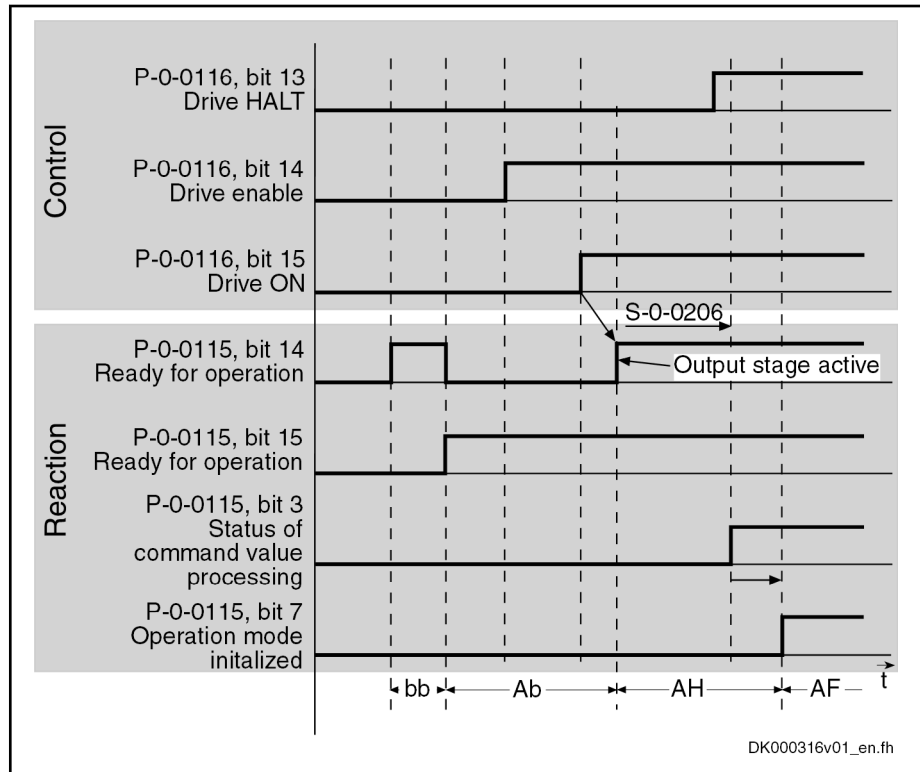 Control
P-0-0116, bit 13
Drive HALT
P-0-0116, bit 14
Drive enable
P-0-0116, bit 15
Drive ON
S-0-0206
Reaction
P-0-0115, bit 14
Ready for operation
Output stage active
P-0-0115, bit 15
Ready for operation
P-0-0115, bit 3
Status of
command value
processing
P-0-0115, bit 7
Operation mode
initalized
t
bb
Ab
AH
AF
DK000316v01_en.fh